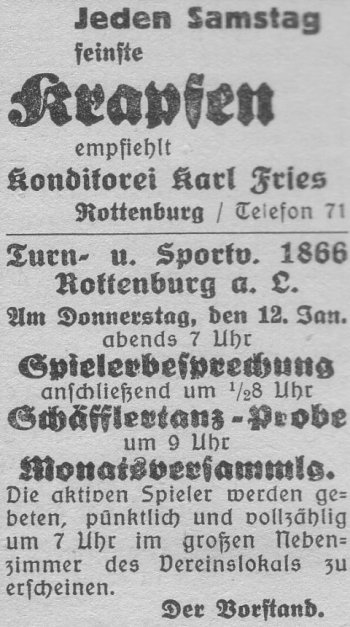 Jeden Samstag
feinste
Krapfen
empfiehlt
Konditorei Karl Fries
Rottenburg / Telefon 71
Turn- u. Sportv. 1866
Rottenburg a. L.
Am Donnerstag, den 12. Jan.
abends 7 Uhr
Spielerbesprechung
anschließend um 1/28 Uhr
Schäfflertanz-Probe
um 9 Uhr
Monatsversammlg.
Die aktiven Spieler werden ge-
beten, pünktlich und vollzählig
um 7 Uhr im großen Neben-
zimmer des Vereinslokals zu
erscheinen.
Der Vorstand.